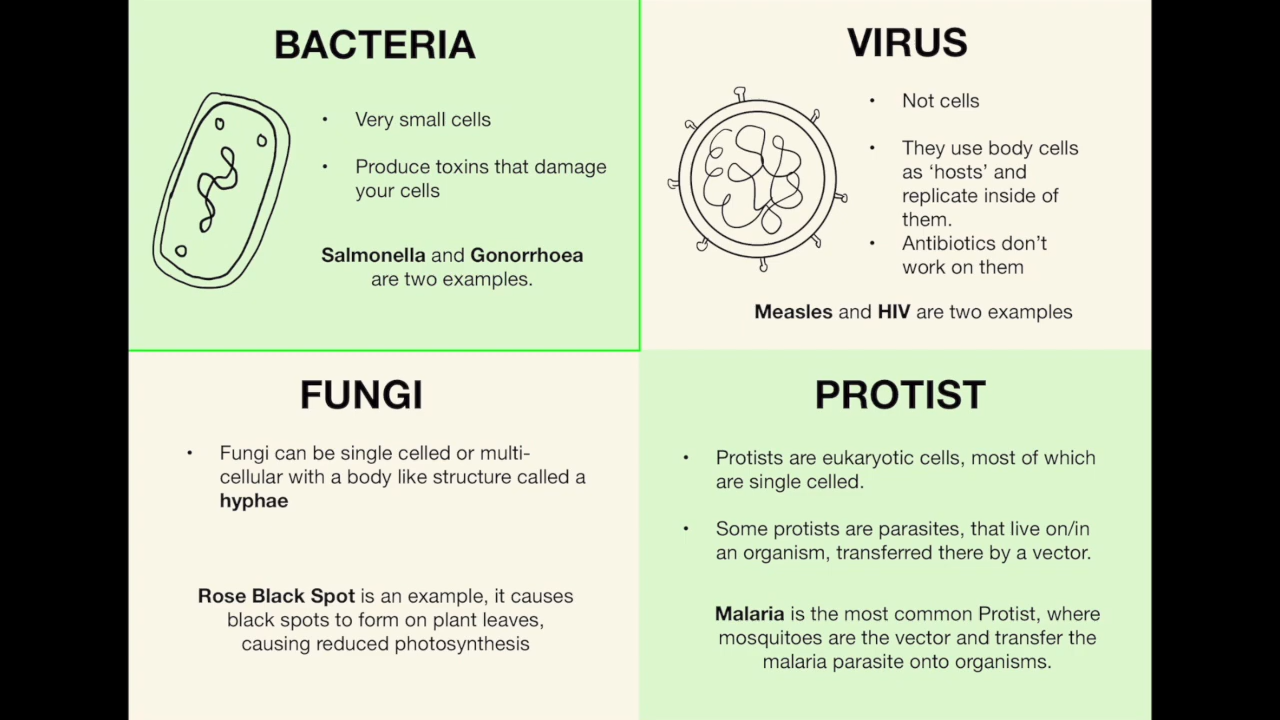 BACTERIA
• Very small cells
• Produce toxins that damage
your cells
Salmonella and Gonorrhoea
are two examples.
VIRUS
• Not cells
• They use body cells
as ‘hosts’ and
replicate inside of
them.
• Antibiotics don’t
work on them
Measles and HIV are two examples
FUNGI
• Fungi can be single celled or multi-
cellular with a body like structure called a
hyphae
Rose Black Spot is an example, it causes
black spots to form on plant leaves,
causing reduced photosynthesis
PROTIST
• Protists are eukaryotic cells, most of which
are single celled.
• Some protists are parasites, that live on/in
an organism, transferred there by a vector.
Malaria is the most common Protist, where
mosquitoes are the vector and transfer the
malaria parasite onto organisms.